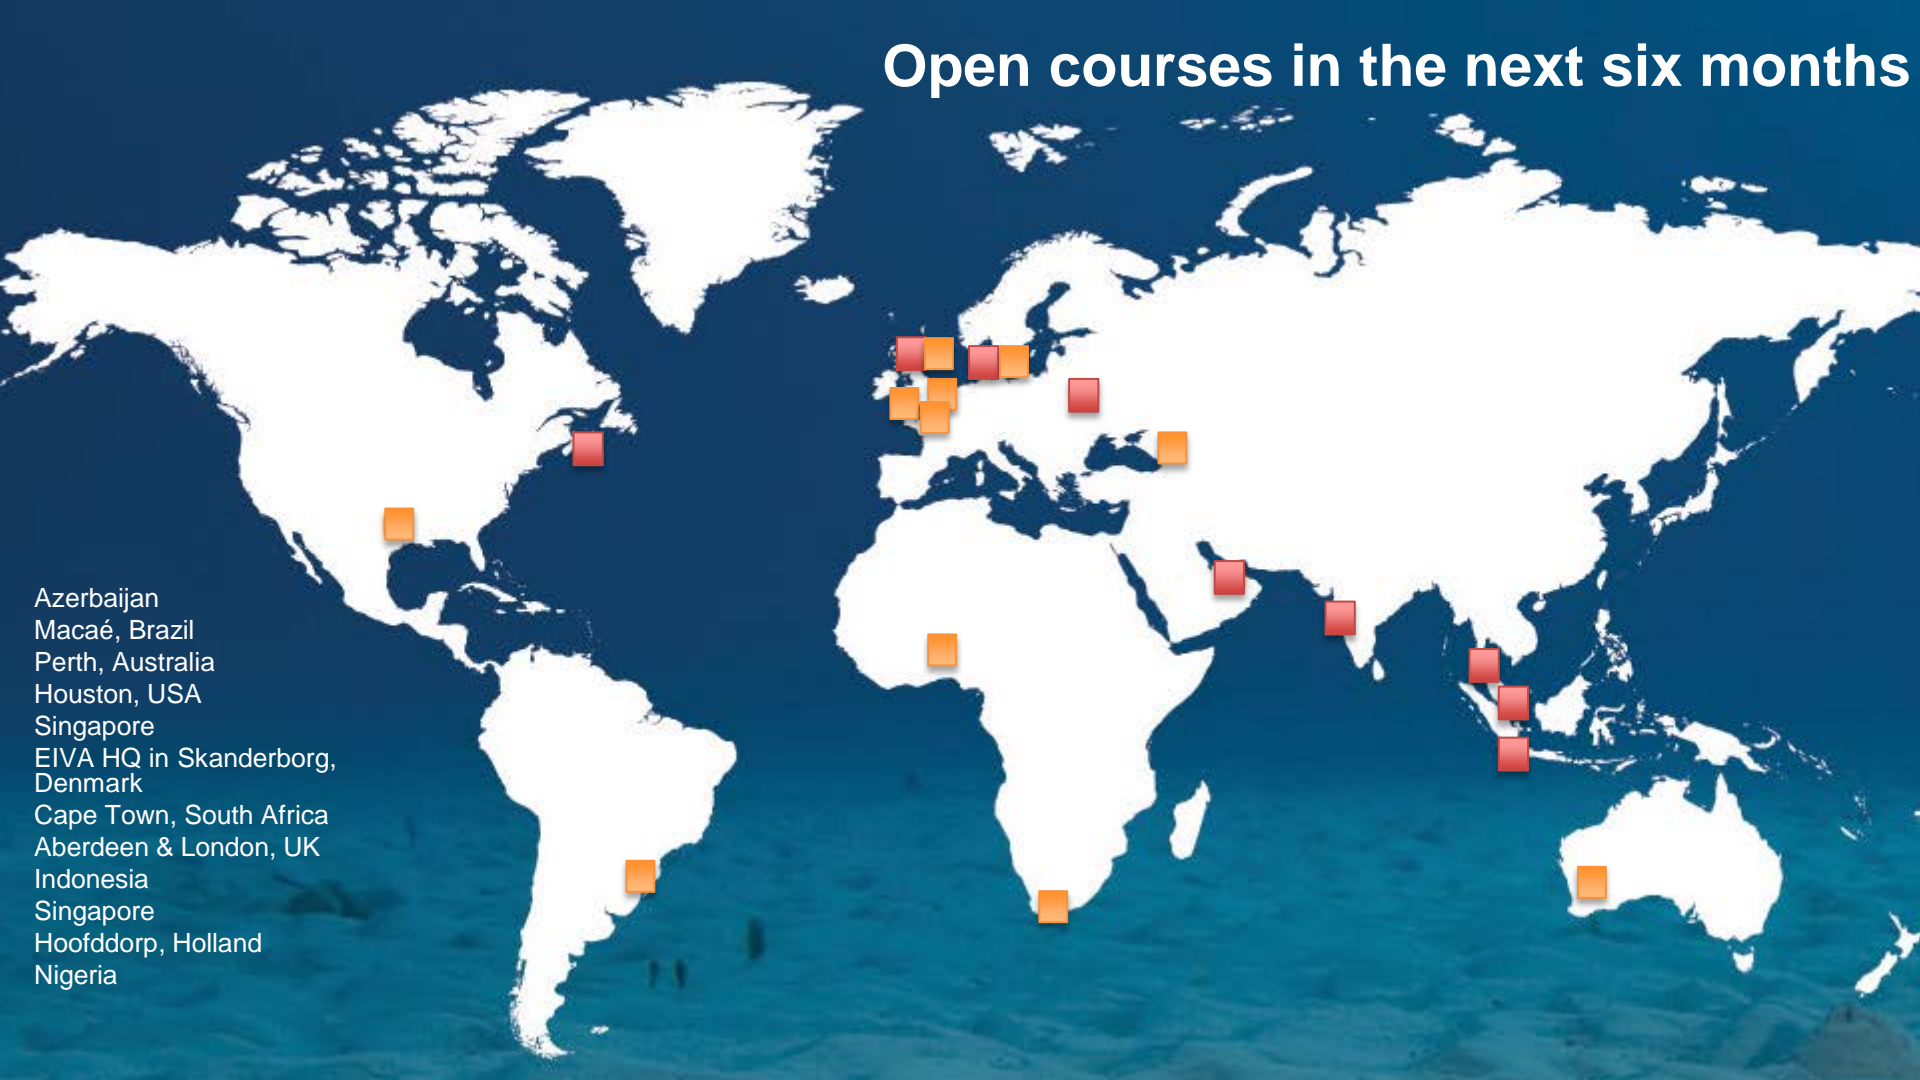 Open courses in the next six months
Azerbaijan
Macaé, Brazil
Perth, Australia
Houston, USA
Singapore
EIVA HQ in Skanderborg,
Denmark
Cape Town, South Africa
Aberdeen & London, UK
Indonesia
Singapore
Hoofddorp, Holland
Nigeria